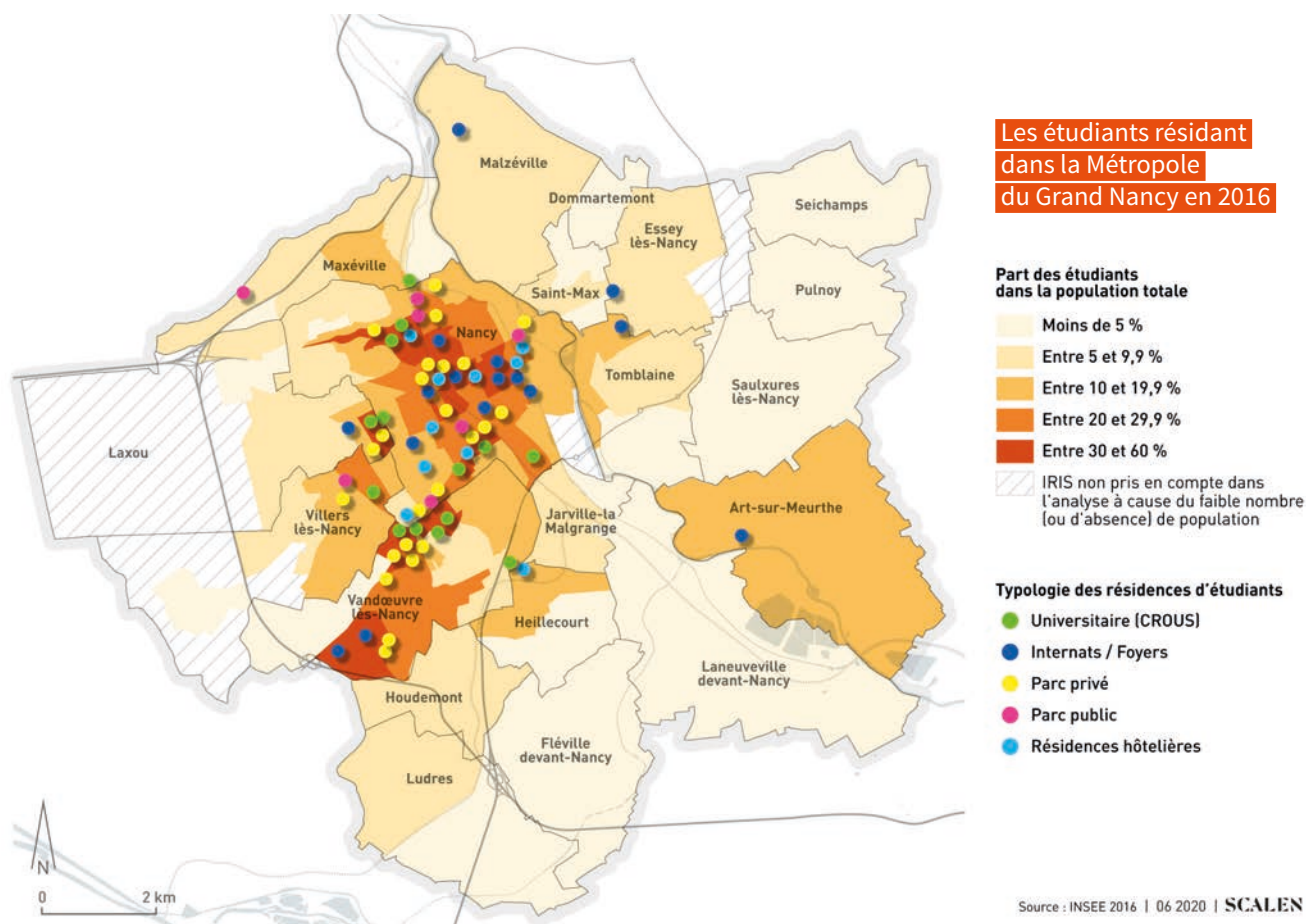 Les étudiants résidant
dans la Métropole
du Grand Nancy en 2016
Part des étudiants
dans la population totale
Moins de 5 %
Entre 5 et 9,9 %
Entre 10 et 19,9 %
Entre 20 et 29,9 %
Entre 30 et 60 %
IRIS non pris en compte dans
l'analyse à cause du faible nombre
(ou d'absence) de population
Typologie des résidences d'étudiants
Universitaire (CROUS)
Internats / Foyers
Parc privé
Parc public
Résidences hôtelières
Malzéville
Dommartemont
Seichamps
Essey
lès-Nancy
Maxéville
Saint-Max
Pulnoy
Nancy
Tomblaine
Saulxures
lès-Nancy
Laxou
Art-sur-Meurthe
Villers
lès-Nancy
Jarville-la
Malgrange
Vandœuvre
lès-Nancy
Heillecourt
Laneuveville
devant-Nancy
Houdemont
Fléville
devant-Nancy
Ludres
N
0 2 km
Source : INSEE 2016 | 06 2020 | SCALEN